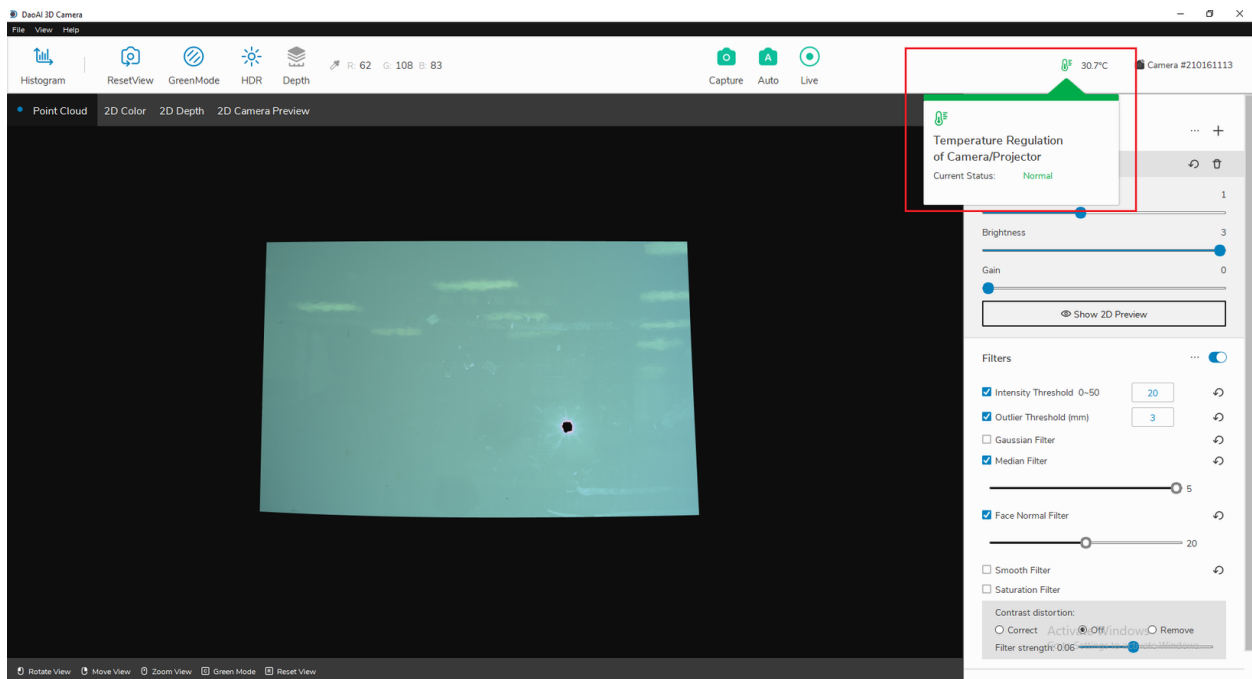 DaoAI 3D Camera
File View Help
Histogram ResetView GreenMode HDR Depth R: 62 G: 108 B: 83 Capture Auto Live 30.7°C Camera #210161113
Point Cloud 2D Color 2D Depth 2D Camera Preview
Temperature Regulation
of Camera/Projector
Current Status: Normal
1
Brightness 3
Gain 0
Show 2D Preview
Filters
Intensity Threshold 0~50 20
Outlier Threshold (mm) 3
Gaussian Filter
Median Filter
5
Face Normal Filter
20
Smooth Filter
Saturation Filter
Contrast distortion:
Correct Off Remove
Activate Windows
Filter strength: 0.06
Rotate View Move View Zoom View G Green Mode R Reset View